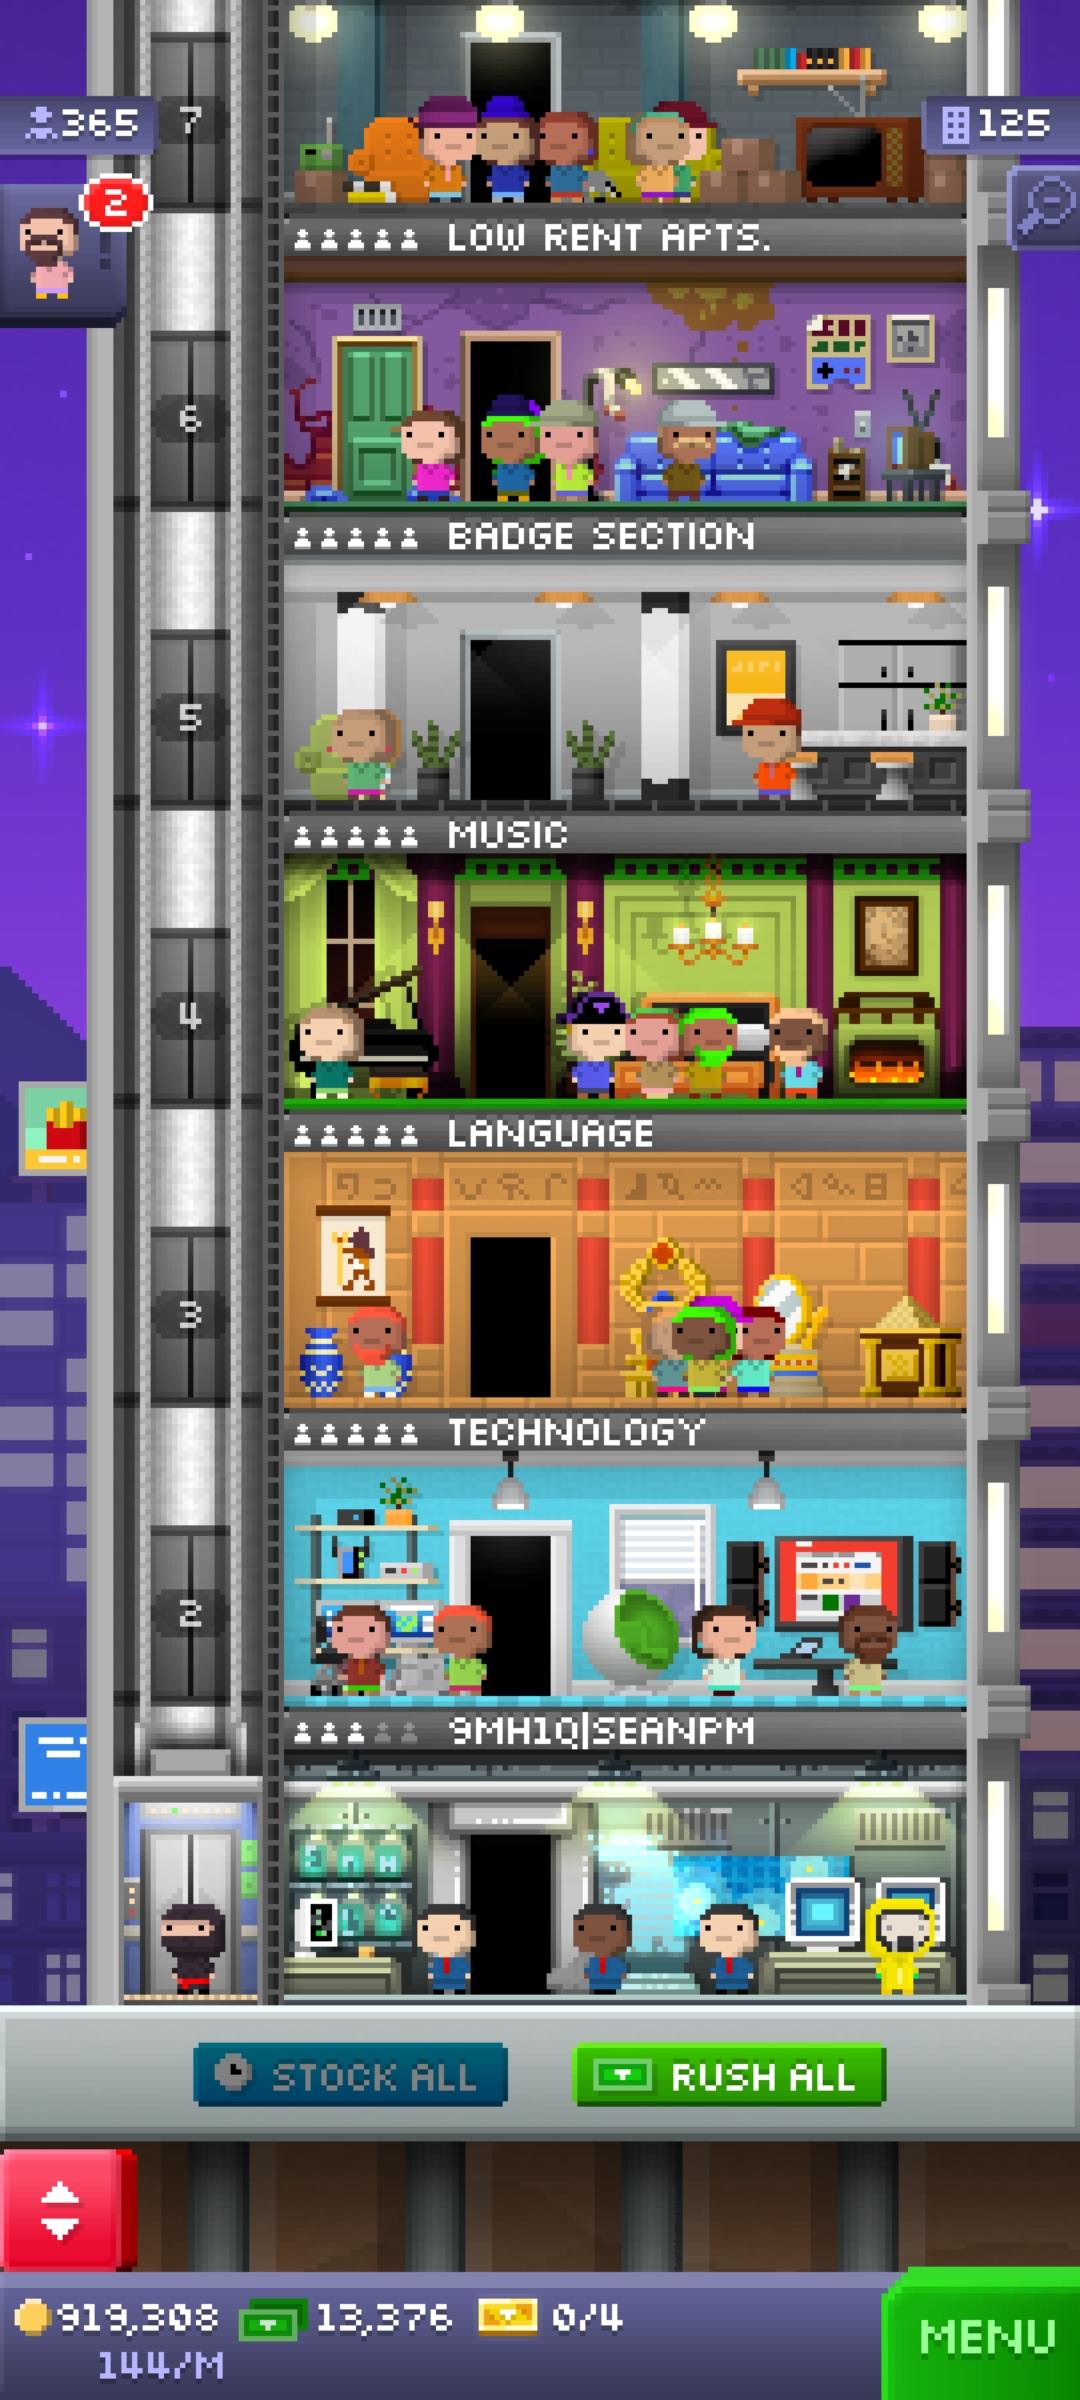 7
365
125
2
LOW RENT APTS.
6
BADGE SECTION
5
MUSIC
4
LANGUAGE
3
TECHNOLOGY
2
9MH1Q|SEANPM
STOCK ALL
RUSH ALL
919,308
13,376
0/4
144/M
MENU